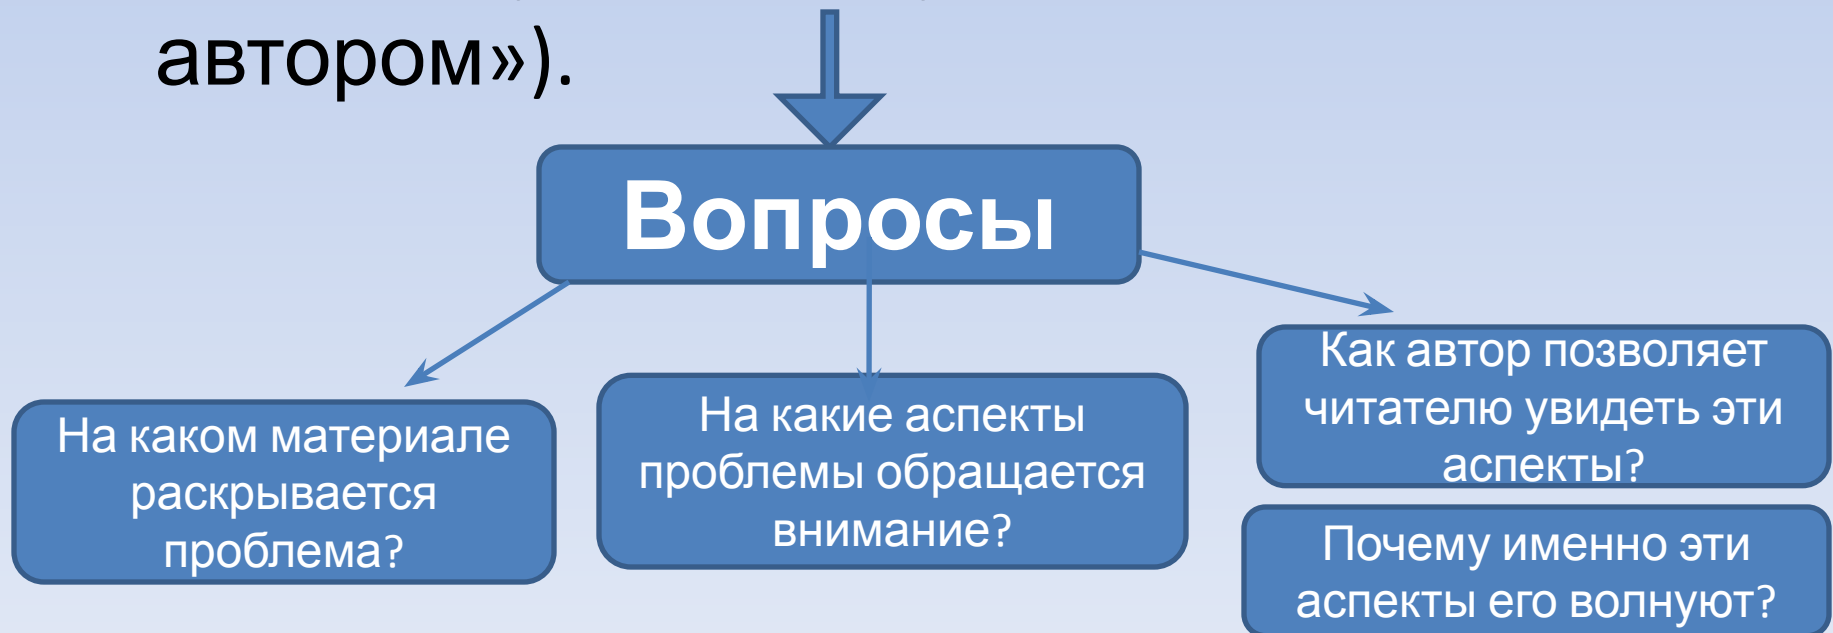 автором»).
Вопросы
На каком материале
раскрывается
проблема?
На какие аспекты
проблемы обращается
внимание?
Как автор позволяет
читателю увидеть эти
аспекты?
Почему именно эти
аспекты его волнуют?